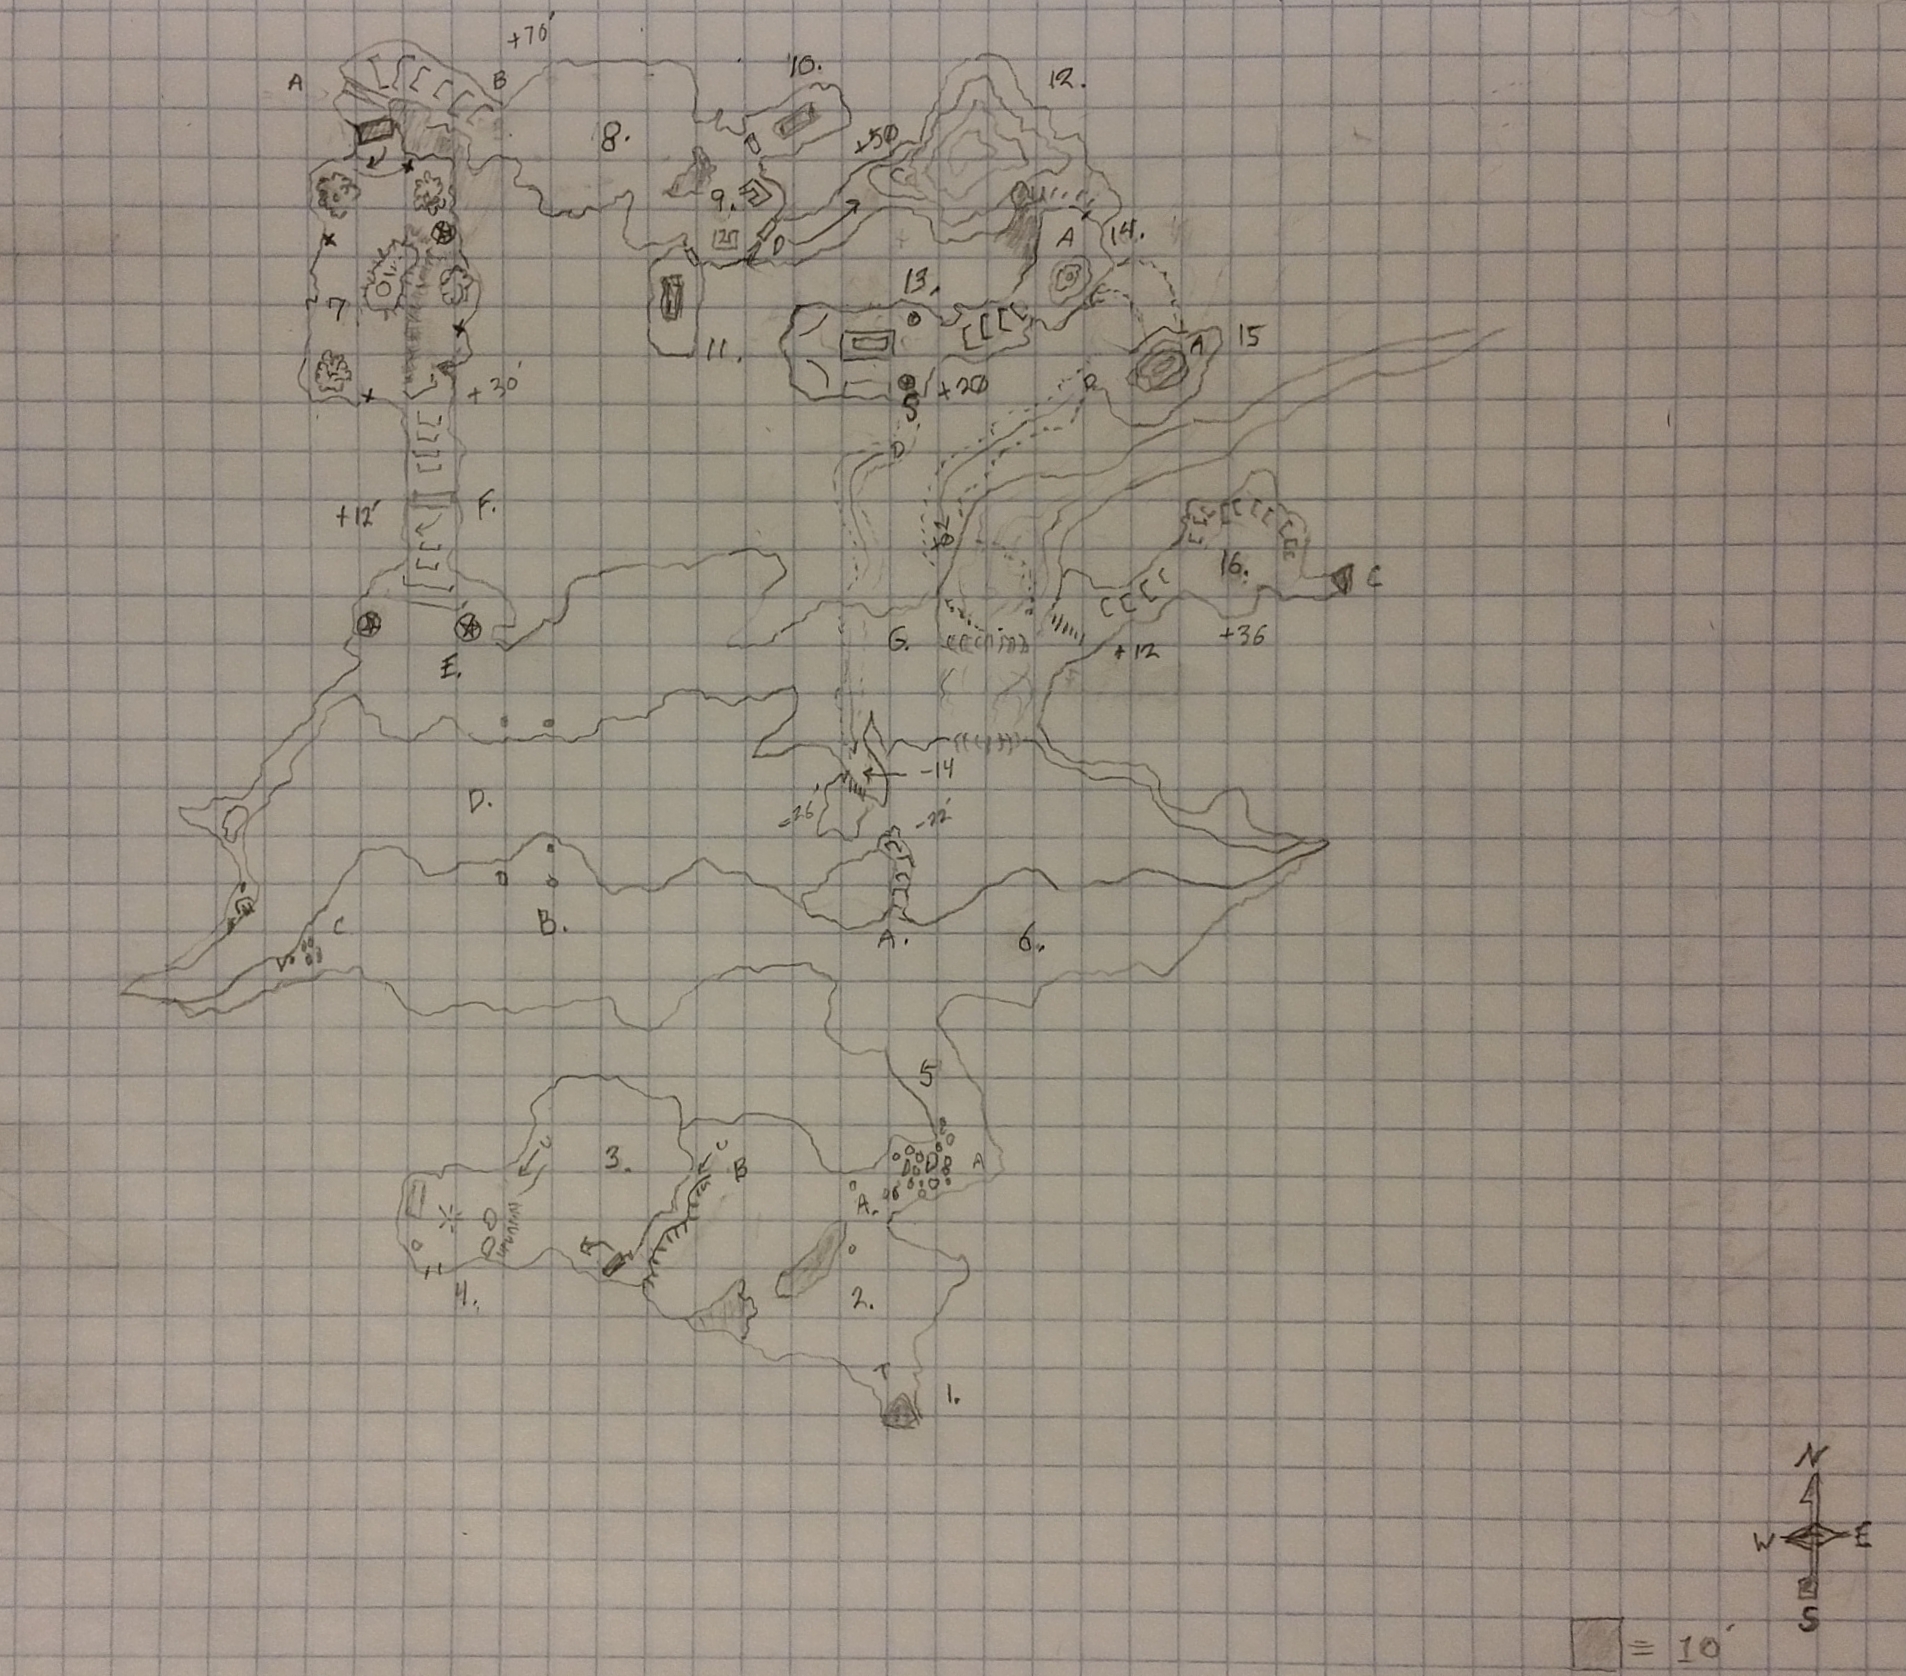 +70'
A
B
10.
12.
8.
+50
9.
D
A
14.
7
13.
15
A
11.
+30'
+20
S
+12'
F.
16.
C
G.
+12
+36
E.
-14
D.
-26'
-22'
C
B.
A.
6.
5
3.
B
A
A.
4.
2.
1.
N
W
E
S
= 10'